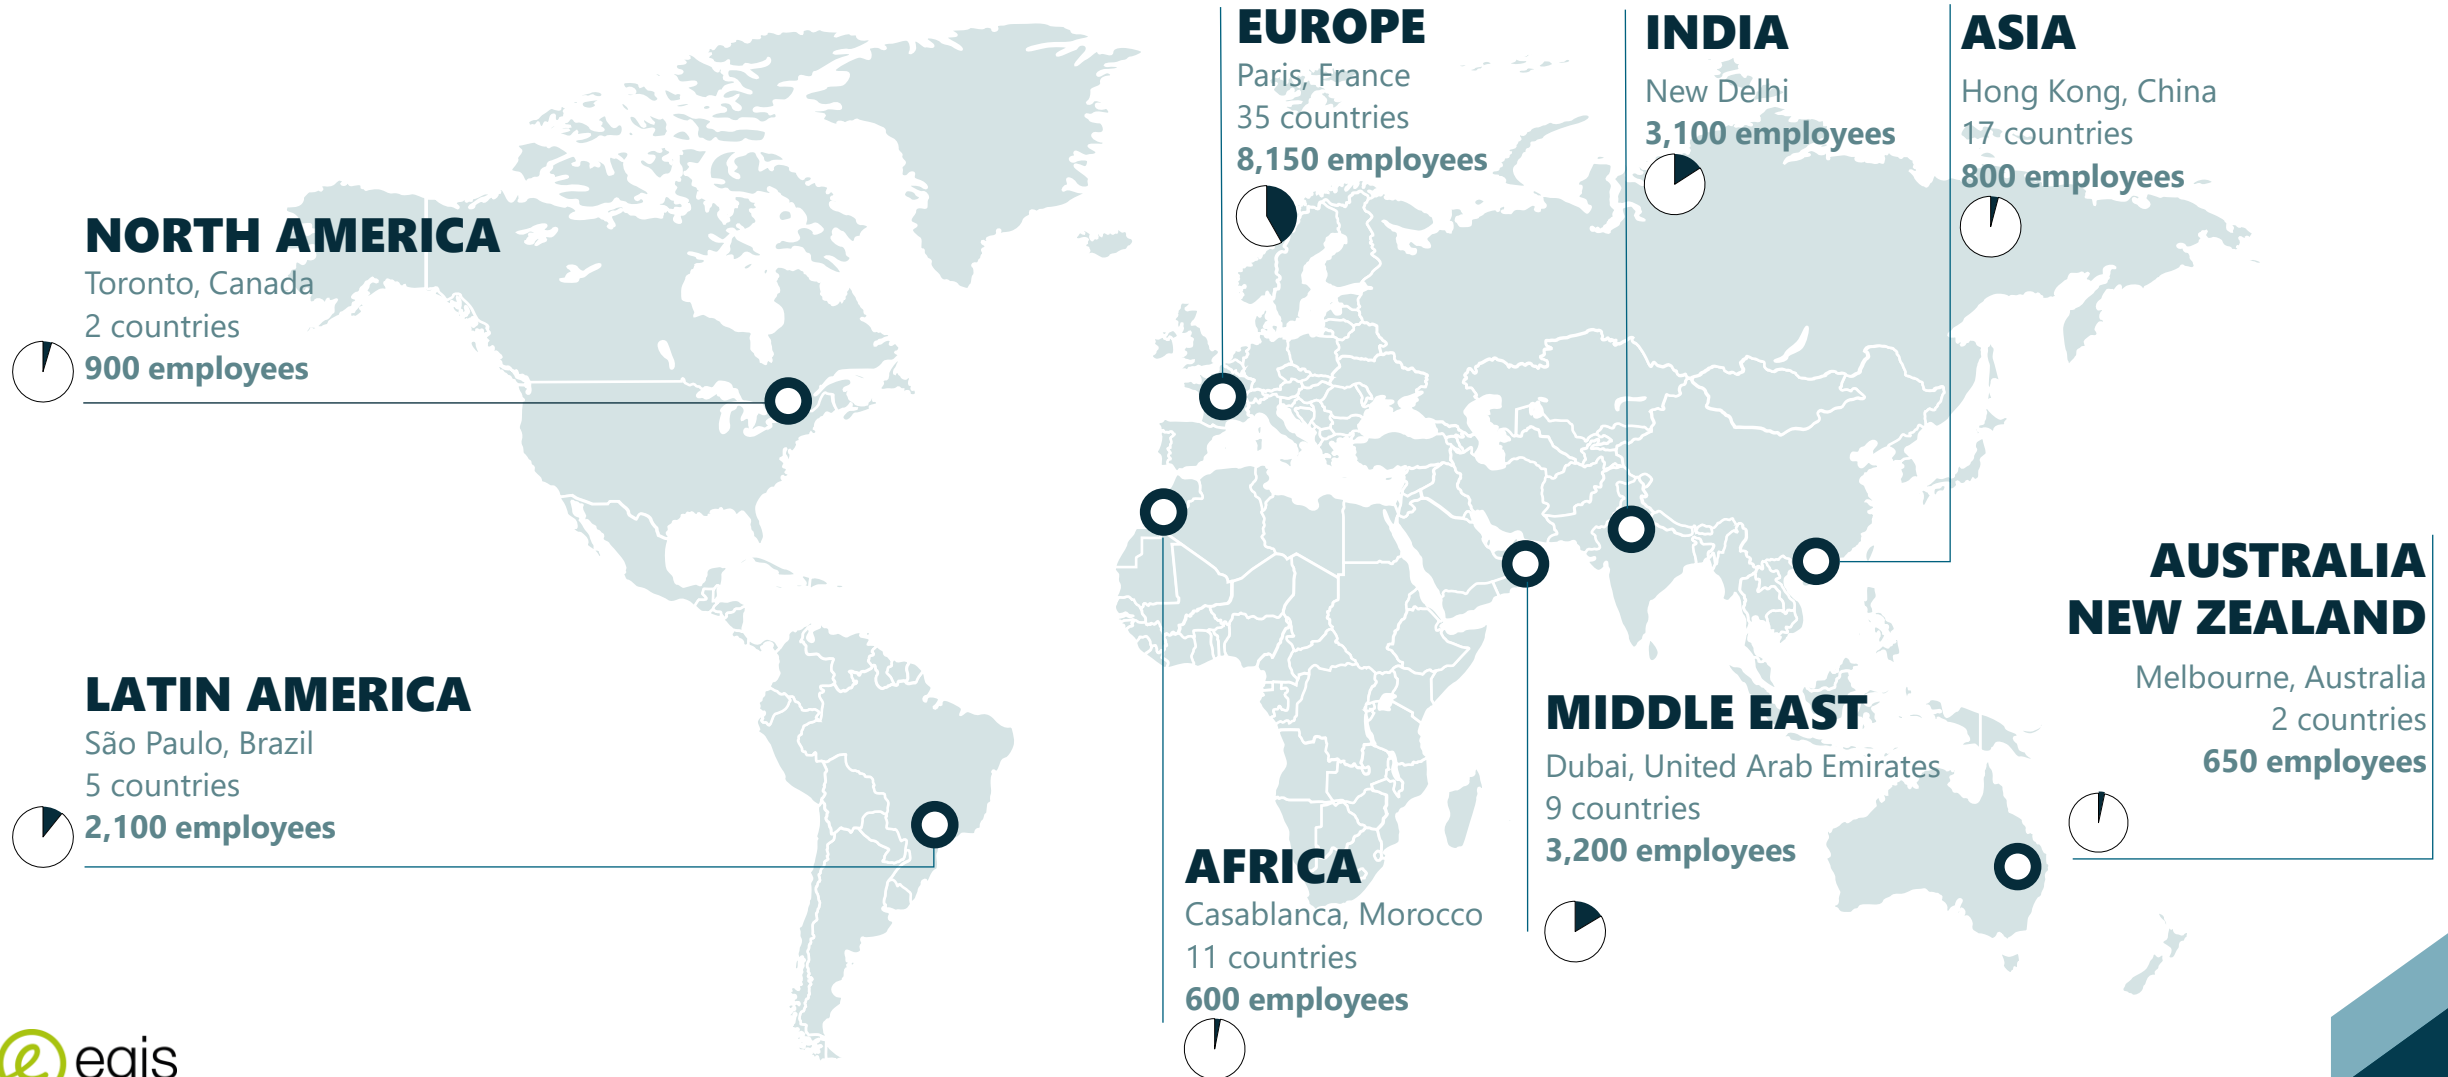 EUROPE
Paris, France
35 countries
8,150 employees
INDIA
New Delhi
3,100 employees
ASIA
Hong Kong, China
17 countries
800 employees
NORTH AMERICA
Toronto, Canada
2 countries
900 employees
AUSTRALIA
NEW ZEALAND
Melbourne, Australia
2 countries
650 employees
LATIN AMERICA
São Paulo, Brazil
5 countries
2,100 employees
MIDDLE EAST
Dubai, United Arab Emirates
9 countries
3,200 employees
AFRICA
Casablanca, Morocco
11 countries
600 employees
egis